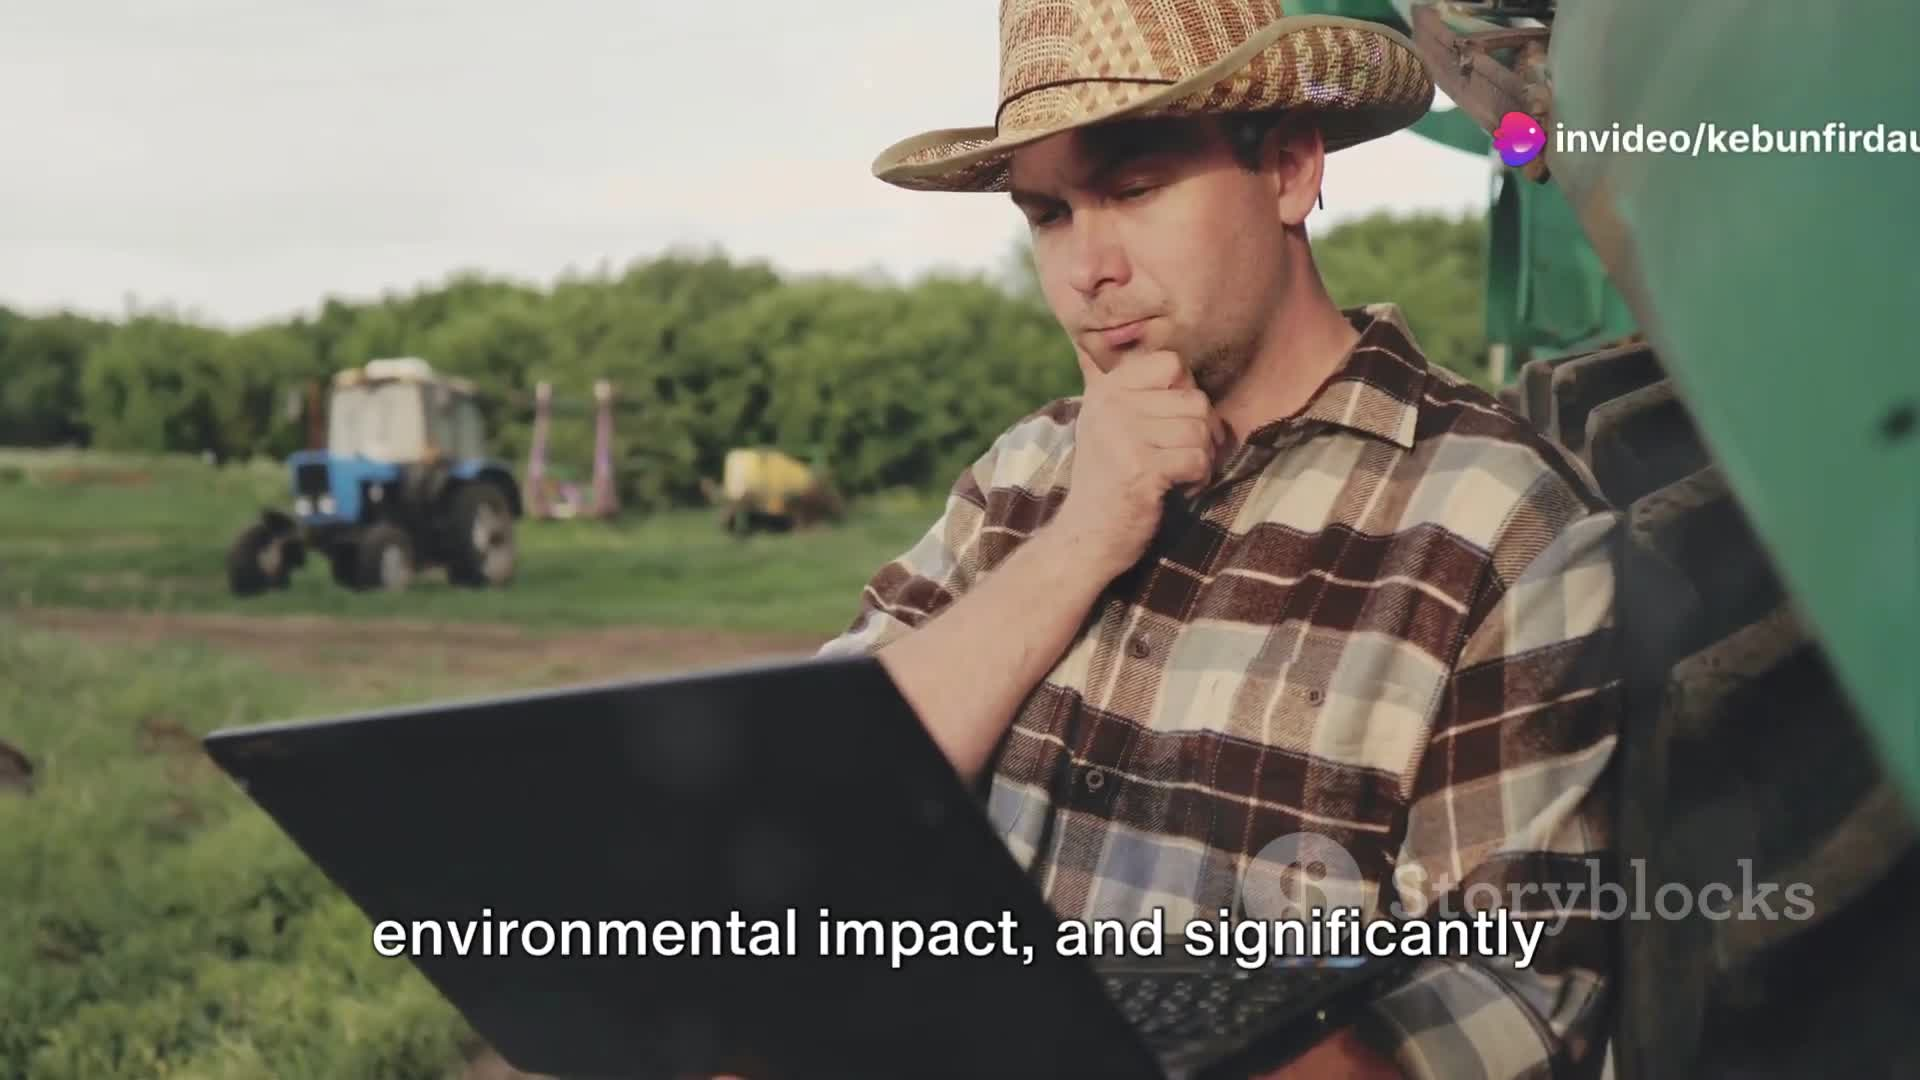 invideo/kebunfirdau
Storyblocks
environmental impact, and significantly